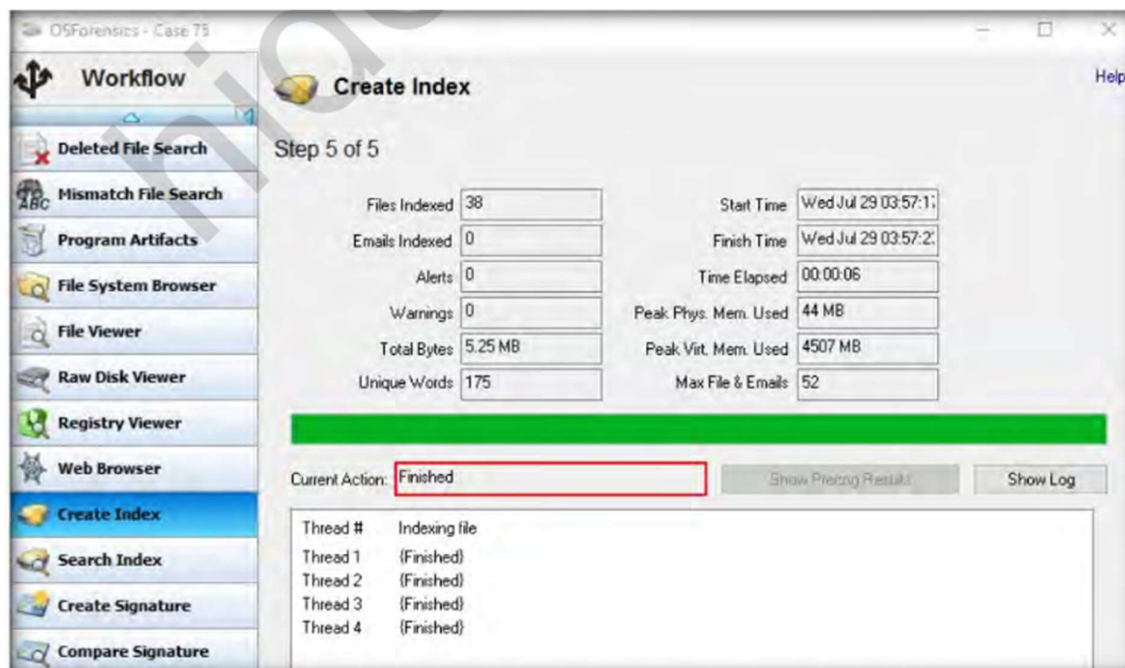 OSForensics - Case 75
Workflow
Deleted File Search
Mismatch File Search
Program Artifacts
File System Browser
File Viewer
Raw Disk Viewer
Registry Viewer
Web Browser
Create Index
Search Index
Create Signature
Compare Signature
Create Index
Help
Step 5 of 5
Files Indexed 38
Emails Indexed 0
Alerts 0
Warnings 0
Total Bytes 5.25 MB
Unique Words 175
Start Time Wed Jul 29 03:57:1
Finish Time Wed Jul 29 03:57:2
Time Elapsed 00:00:06
Peak Phys. Mem. Used 44 MB
Peak Virt. Mem. Used 4507 MB
Max File & Emails 52
Current Action: Finished
Show Results
Show Log
Thread # Indexing file
Thread 1 {Finished}
Thread 2 {Finished}
Thread 3 {Finished}
Thread 4 {Finished}